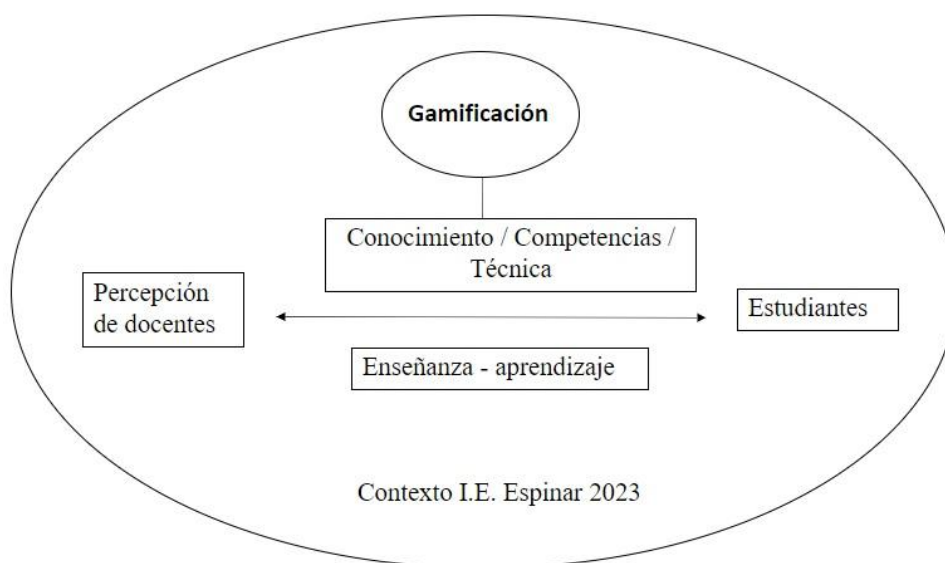 Gamificación
Conocimiento / Competencias /
Técnica
Percepción
de docentes
Estudiantes
Enseñanza - aprendizaje
Contexto I.E. Espinar 2023